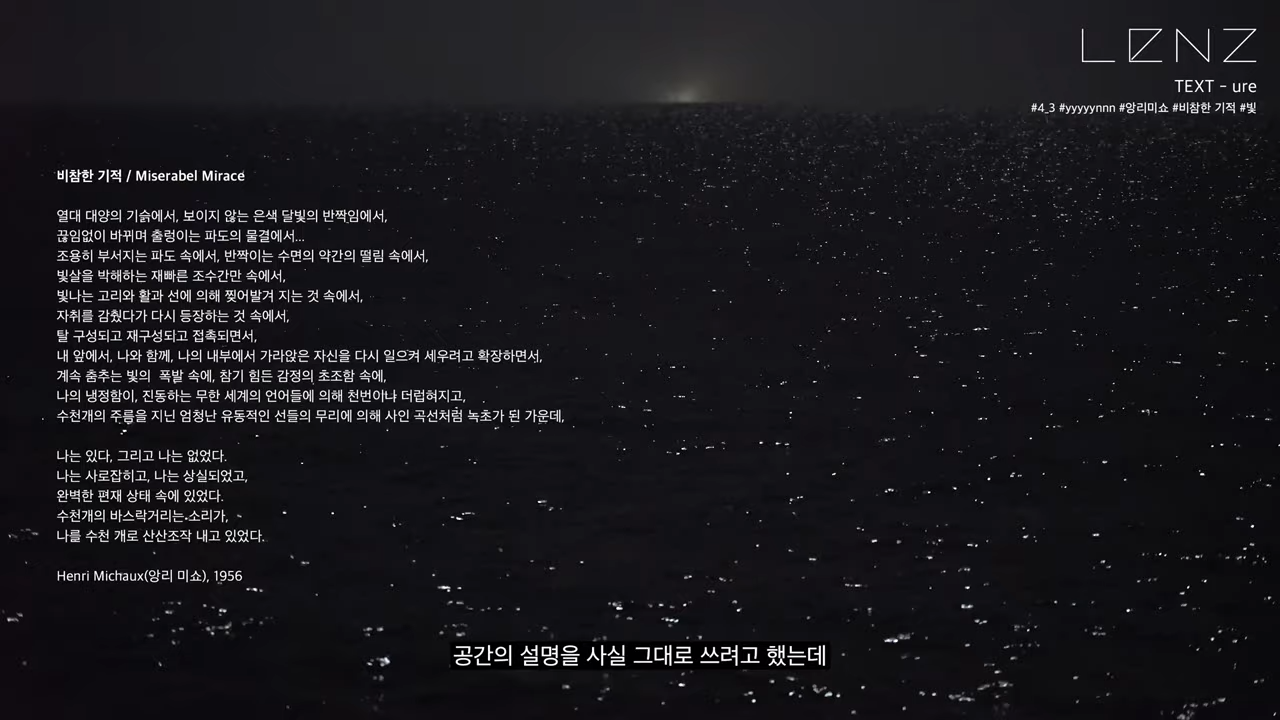 LENZ
TEXT - ure
#4_3 #yyyyynnn #앙리미쇼 #비참한 기적 #빛
비참한 기적 / Miserabel Mirace
열대 대양의 기슭에서, 보이지 않는 은색 달빛의 반짝임에서,
끊임없이 바뀌며 출렁이는 파도의 물결에서...
조용히 부서지는 파도 속에서, 반짝이는 수면의 약간의 떨림 속에서,
빛살을 박해하는 재빠른 조수간만 속에서,
빛나는 고리와 활과 선에 의해 찢어발겨 지는 것 속에서,
자취를 감췄다가 다시 등장하는 것 속에서,
탈 구성되고 재구성되고 접촉되면서,
내 앞에서, 나와 함께, 나의 내부에서 가라앉은 자신을 다시 일으켜 세우려고 확장하면서,
계속 춤추는 빛의 폭발 속에, 참기 힘든 감정의 초조함 속에,
나의 냉정함이, 진동하는 무한 세계의 언어들에 의해 천번이나 더럽혀지고,
수천개의 주름을 지닌 엄청난 유동적인 선들의 무리에 의해 사인 곡선처럼 녹초가 된 가운데,
나는 있다, 그리고 나는 없었다.
나는 사로잡히고, 나는 상실되었고,
완벽한 편재 상태 속에 있었다.
수천개의 바스락거리는 소리가,
나를 수천 개로 산산조작 내고 있었다.
Henri Michaux(앙리 미쇼), 1956
공간의 설명을 사실 그대로 쓰려고 했는데